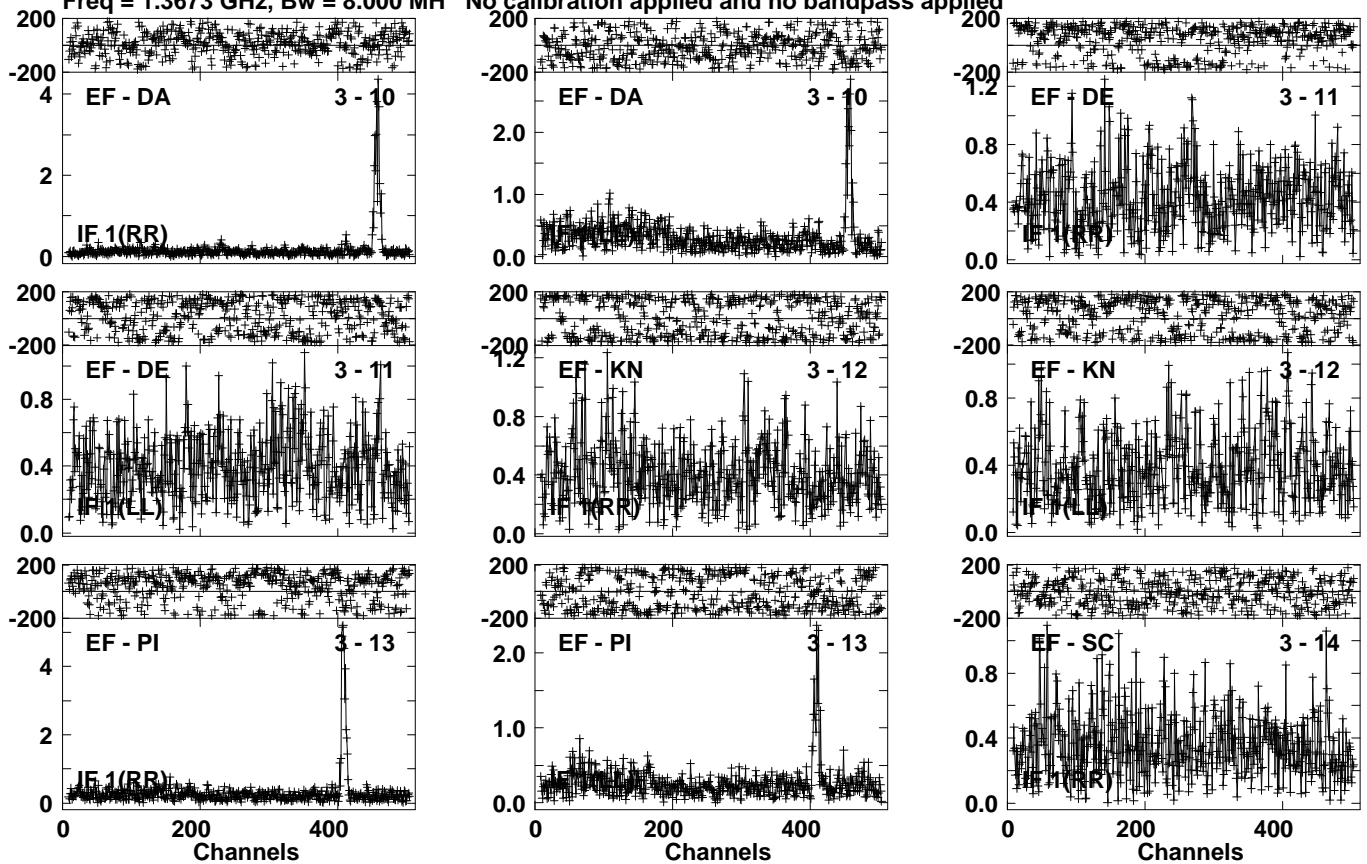 Freq = 1.3673 GHz, Bw = 8.000 MH No calibration applied and no bandpass applied
200
-200
EF - DA 3 - 10
4
2
0
IF 1(RR)
200
-200
EF - DA 3 - 10
2.0
1.0
0.0
200
-200
1.2
EF - DE 3 - 11
0.8
0.4
0.0
IF 1(RR)
200
-200
EF - DE 3 - 11
0.8
0.4
0.0
IF 1(LL)
200
-200
1.2
EF - KN 3 - 12
0.8
0.4
0.0
IF 1(RR)
200
-200
EF - KN 3 - 12
0.8
0.4
0.0
IF 1(LL)
200
-200
EF - PI 3 - 13
4
2
0
IF 1(RR)
0 200 400
Channels
200
-200
EF - PI 3 - 13
2.0
1.0
0.0
0 200 400
Channels
200
-200
EF - SC 3 - 14
0.8
0.4
0.0
IF 1(RR)
0 200 400
Channels